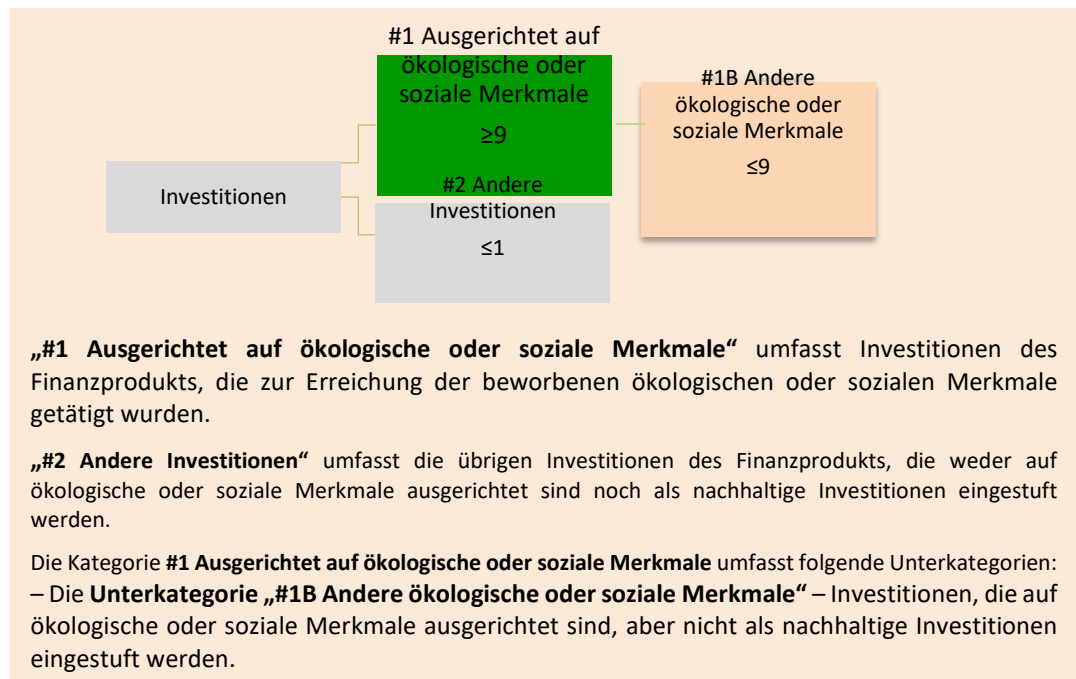 #1 Ausgerichtet auf
ökologische oder
soziale Merkmale
≥9
#1B Andere
ökologische oder
soziale Merkmale
≤9
Investitionen
#2 Andere
Investitionen
≤1
„#1 Ausgerichtet auf ökologische oder soziale Merkmale“ umfasst Investitionen des
Finanzprodukts, die zur Erreichung der beworbenen ökologischen oder sozialen Merkmale
getätigt wurden.
„#2 Andere Investitionen“ umfasst die übrigen Investitionen des Finanzprodukts, die weder auf
ökologische oder soziale Merkmale ausgerichtet sind noch als nachhaltige Investitionen eingestuft
werden.
Die Kategorie #1 Ausgerichtet auf ökologische oder soziale Merkmale umfasst folgende Unterkategorien:
– Die Unterkategorie „#1B Andere ökologische oder soziale Merkmale“ – Investitionen, die auf
ökologische oder soziale Merkmale ausgerichtet sind, aber nicht als nachhaltige Investitionen
eingestuft werden.